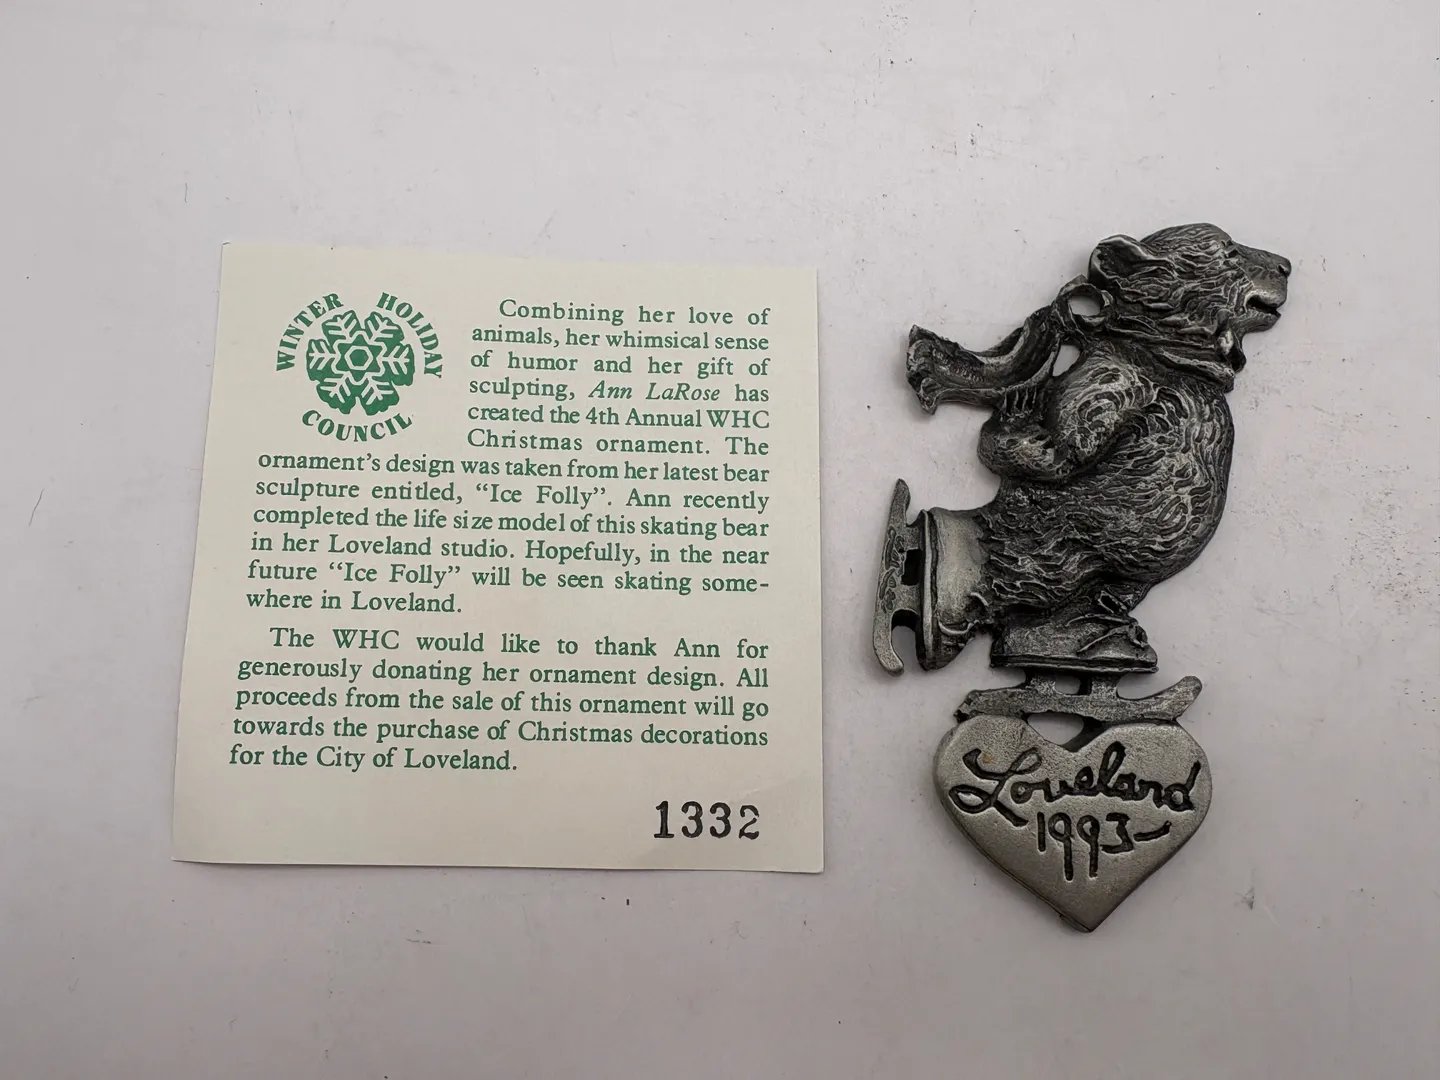 WINTER HOLIDAY
COUNCIL
Combining her love of
animals, her whimsical sense
of humor and her gift of
sculpting, Ann LaRose has
created the 4th Annual WHC
Christmas ornament. The
ornament's design was taken from her latest bear
sculpture entitled, “Ice Folly”. Ann recently
completed the life size model of this skating bear
in her Loveland studio. Hopefully, in the near
future “Ice Folly” will be seen skating some-
where in Loveland.
The WHC would like to thank Ann for
generously donating her ornament design. All
proceeds from the sale of this ornament will go
towards the purchase of Christmas decorations
for the City of Loveland.
1332
Loveland
1993